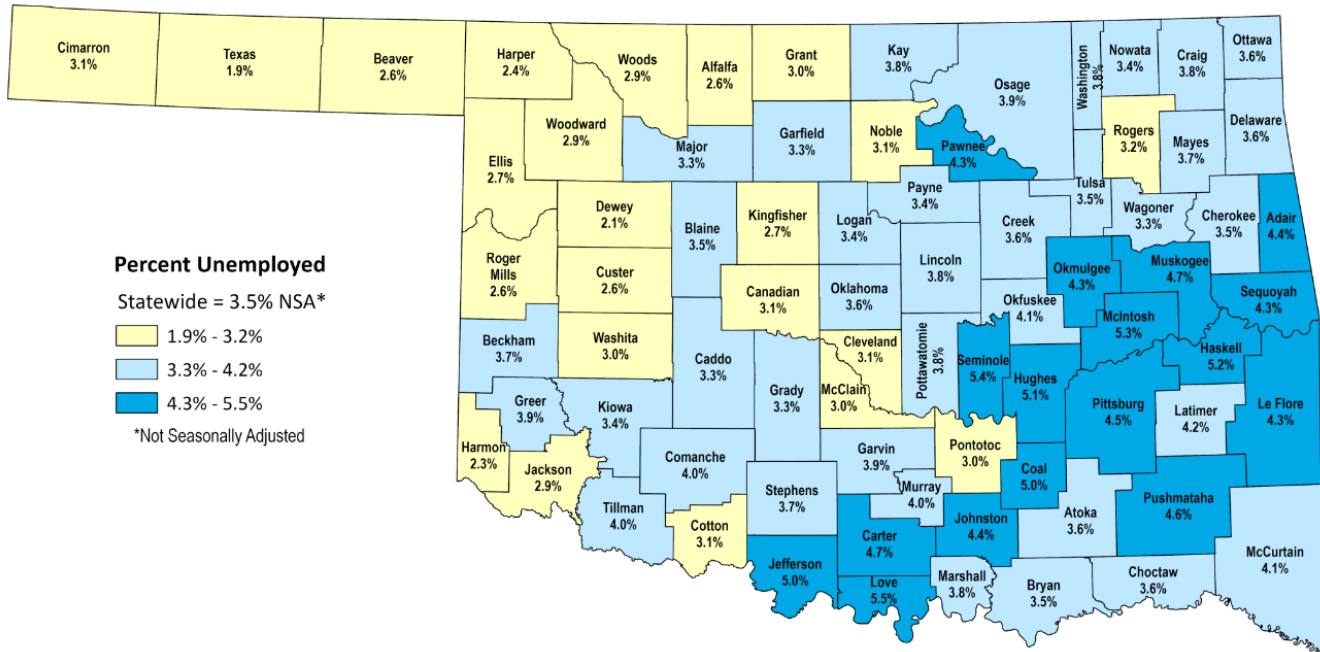 Cimarron
3.1%
Texas
1.9%
Beaver
2.6%
Harper
2.4%
Woods
2.9%
Alfalfa
2.6%
Grant
3.0%
Kay
3.8%
Osage
3.9%
Washington
3.8%
Nowata
3.4%
Craig
3.8%
Ottawa
3.6%
Ellis
2.7%
Woodward
2.9%
Major
3.3%
Garfield
3.3%
Noble
3.1%
Pawnee
4.3%
Rogers
3.2%
Mayes
3.7%
Delaware
3.6%
Dewey
2.1%
Blaine
3.5%
Kingfisher
2.7%
Logan
3.4%
Payne
3.4%
Creek
3.6%
Tulsa
3.5%
Wagoner
3.3%
Cherokee
3.5%
Adair
4.4%
Percent Unemployed
Statewide = 3.5% NSA*
1.9% - 3.2%
3.3% - 4.2%
4.3% - 5.5%
*Not Seasonally Adjusted
Roger
Mills
2.6%
Custer
2.6%
Canadian
3.1%
Oklahoma
3.6%
Lincoln
3.8%
Okfuskee
4.1%
Okmulgee
4.3%
Muskogee
4.7%
McIntosh
5.3%
Sequoyah
4.3%
Beckham
3.7%
Washita
3.0%
Caddo
3.3%
Grady
3.3%
Cleveland
3.1%
McClain
3.0%
Pottawatomie
3.8%
Seminole
5.4%
Hughes
5.1%
Pittsburg
4.5%
Haskell
5.2%
Latimer
4.2%
Le Flore
4.3%
Greer
3.9%
Kiowa
3.4%
Harmon
2.3%
Jackson
2.9%
Comanche
4.0%
Garvin
3.9%
Pontotoc
3.0%
Coal
5.0%
Tillman
4.0%
Cotton
3.1%
Stephens
3.7%
Murray
4.0%
Carter
4.7%
Johnston
4.4%
Atoka
3.6%
Pushmataha
4.6%
McCurtain
4.1%
Jefferson
5.0%
Love
5.5%
Marshall
3.8%
Bryan
3.5%
Choctaw
3.6%